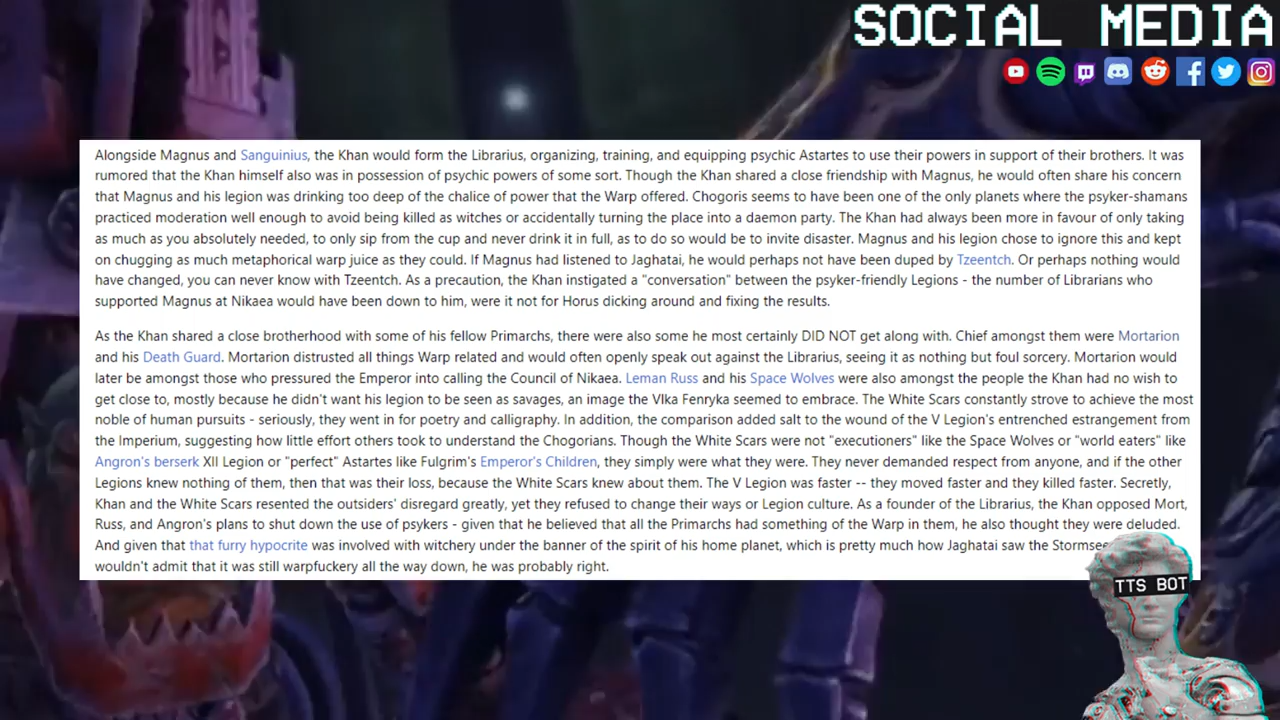 SOCIAL MEDIA
Alongside Magnus and Sanguinius, the Khan would form the Librarius, organizing, training, and equipping psychic Astartes to use their powers in support of their brothers. It was
rumored that the Khan himself also was in possession of psychic powers of some sort. Though the Khan shared a close friendship with Magnus, he would often share his concern
that Magnus and his legion was drinking too deep of the chalice of power that the Warp offered. Chogoris seems to have been one of the only planets where the psyker-shamans
practiced moderation well enough to avoid being killed as witches or accidentally turning the place into a daemon party. The Khan had always been more in favour of only taking
as much as you absolutely needed, to only sip from the cup and never drink it in full, as to do so would be to invite disaster. Magnus and his legion chose to ignore this and kept
on chugging as much metaphorical warp juice as they could. If Magnus had listened to Jaghatai, he would perhaps not have been duped by Tzeentch. Or perhaps nothing would
have changed, you can never know with Tzeentch. As a precaution, the Khan instigated a "conversation" between the psyker-friendly Legions - the number of Librarians who
supported Magnus at Nikaea would have been down to him, were it not for Horus dicking around and fixing the results.
As the Khan shared a close brotherhood with some of his fellow Primarchs, there were also some he most certainly DID NOT get along with. Chief amongst them were Mortarion
and his Death Guard. Mortarion distrusted all things Warp related and would often openly speak out against the Librarius, seeing it as nothing but foul sorcery. Mortarion would
later be amongst those who pressured the Emperor into calling the Council of Nikaea. Leman Russ and his Space Wolves were also amongst the people the Khan had no wish to
get close to, mostly because he didn't want his legion to be seen as savages, an image the Vlka Fenryka seemed to embrace. The White Scars constantly strove to achieve the most
noble of human pursuits - seriously, they went in for poetry and calligraphy. In addition, the comparison added salt to the wound of the V Legion's entrenched estrangement from
the Imperium, suggesting how little effort others took to understand the Chogorians. Though the White Scars were not "executioners" like the Space Wolves or "world eaters" like
Angron's berserk XII Legion or "perfect" Astartes like Fulgrim's Emperor's Children, they simply were what they were. They never demanded respect from anyone, and if the other
Legions knew nothing of them, then that was their loss, because the White Scars knew about them. The V Legion was faster -- they moved faster and they killed faster. Secretly,
Khan and the White Scars resented the outsiders' disregard greatly, yet they refused to change their ways or Legion culture. As a founder of the Librarius, the Khan opposed Mort,
Russ, and Angron's plans to shut down the use of psykers - given that he believed that all the Primarchs had something of the Warp in them, he also thought they were deluded.
And given that that furry hypocrite was involved with witchery under the banner of the spirit of his home planet, which is pretty much how Jaghatai saw the
wouldn't admit that it was still warpfuckery all the way down, he was probably right.
TTS BOT